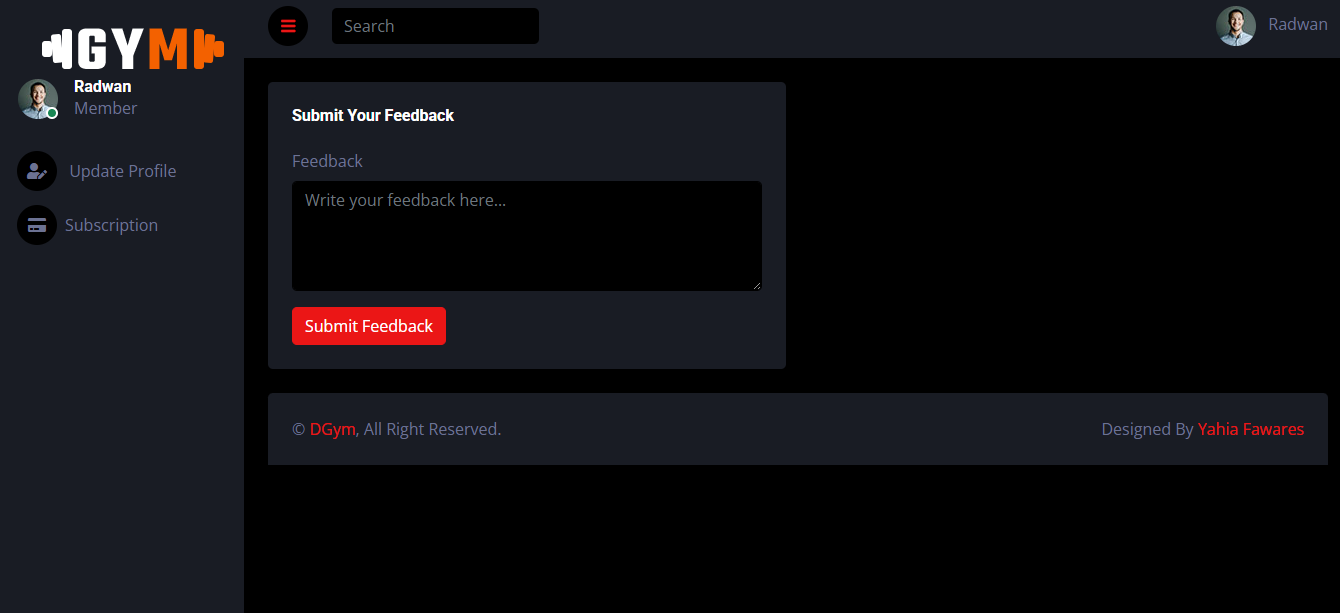 GYM
Radwan
Member
Update Profile
Subscription
Search
Radwan
Submit Your Feedback
Feedback
Write your feedback here...
Submit Feedback
© DGym, All Right Reserved.
Designed By Yahia Fawares